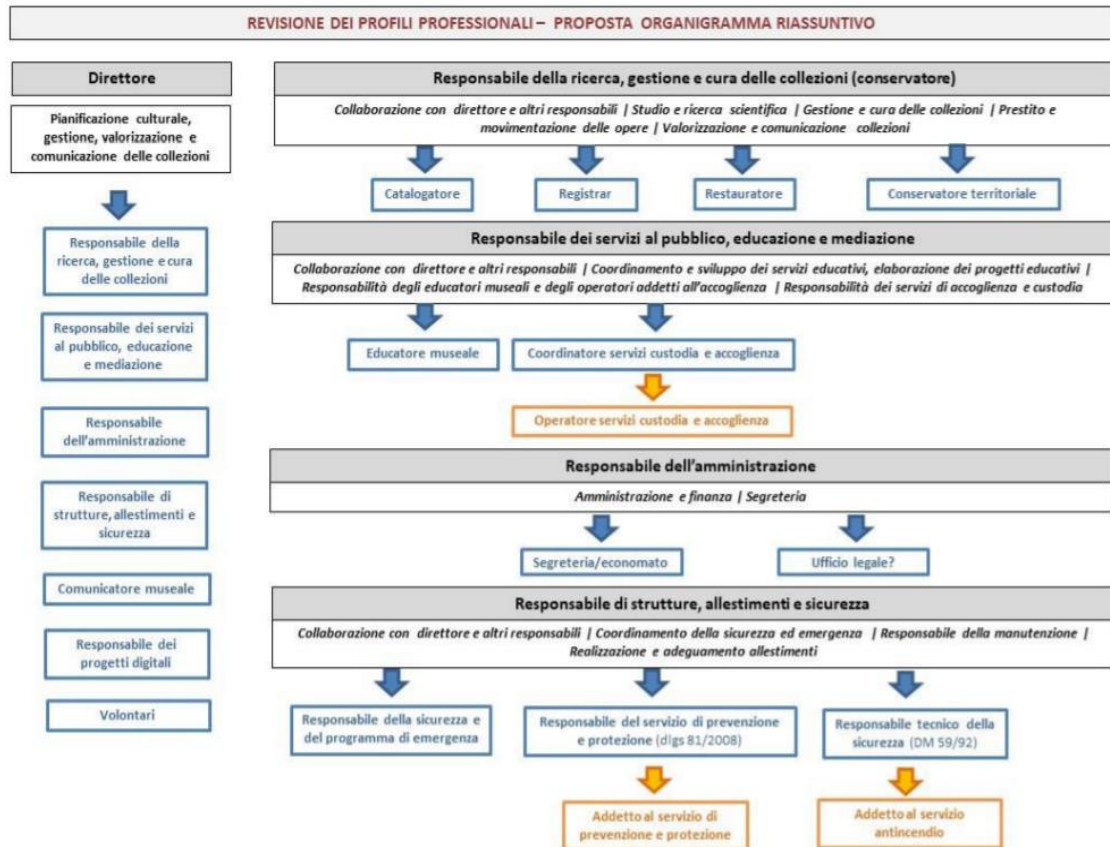 REVISIONE DEI PROFILI PROFESSIONALI – PROPOSTA ORGANIGRAMMA RIASSUNTIVO
Direttore
Pianificazione culturale,
gestione, valorizzazione e
comunicazione delle collezioni
Responsabile della
ricerca, gestione e cura
delle collezioni
Responsabile dei servizi
al pubblico, educazione
e mediazione
Responsabile
dell'amministrazione
Responsabile di
strutture, allestimenti e
sicurezza
Comunicatore museale
Responsabile dei
progetti digitali
Volontari
Responsabile della ricerca, gestione e cura delle collezioni (conservatore)
Collaborazione con direttore e altri responsabili | Studio e ricerca scientifica | Gestione e cura delle collezioni | Prestito e
movimentazione delle opere | Valorizzazione e comunicazione collezioni
Catalogatore
Registrar
Restauratore
Conservatore territoriale
Responsabile dei servizi al pubblico, educazione e mediazione
Collaborazione con direttore e altri responsabili | Coordinamento e sviluppo dei servizi educativi, elaborazione dei progetti educativi |
Responsabilità degli educatori museali e degli operatori addetti all'accoglienza | Responsabilità dei servizi di accoglienza e custodia
Educatore museale
Coordinatore servizi custodia e accoglienza
Operatore servizi custodia e accoglienza
Responsabile dell'amministrazione
Amministrazione e finanza | Segreteria
Segreteria/economato
Ufficio legale?
Responsabile di strutture, allestimenti e sicurezza
Collaborazione con direttore e altri responsabili | Coordinamento della sicurezza ed emergenza | Responsabile della manutenzione |
Realizzazione e adeguamento allestimenti
Responsabile della sicurezza e
del programma di emergenza
Responsabile del servizio di prevenzione
e protezione (dlgs 81/2008)
Responsabile tecnico della
sicurezza (DM 59/92)
Addetto al servizio di
prevenzione e protezione
Addetto al servizio
antincendio